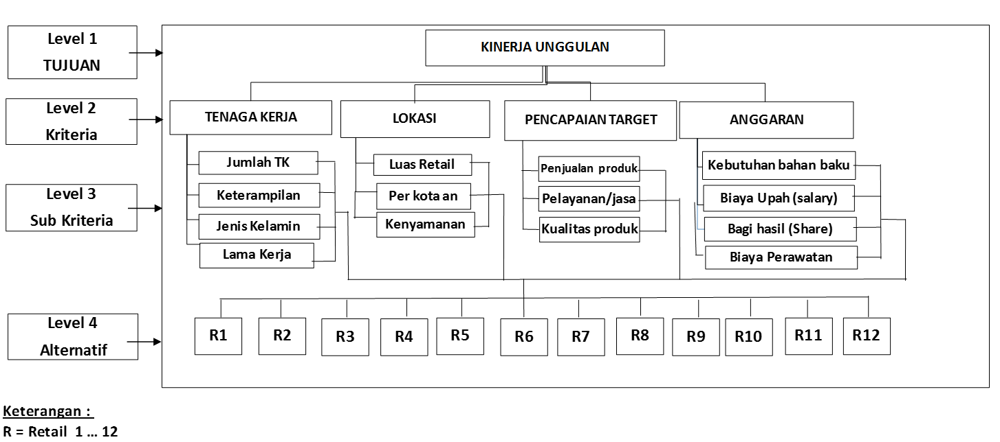 Level 1
TUJUAN
KINERJA UNGGULAN
Level 2
Kriteria
TENAGA KERJA
LOKASI
PENCAPAIAN TARGET
ANGGARAN
Level 3
Sub Kriteria
Jumlah TK
Keterampilan
Jenis Kelamin
Lama Kerja
Luas Retail
Per kota an
Kenyamanan
Penjualan produk
Pelayanan/jasa
Kualitas produk
Kebutuhan bahan baku
Biaya Upah (salary)
Bagi hasil (Share)
Biaya Perawatan
Level 4
Alternatif
R1
R2
R3
R4
R5
R6
R7
R8
R9
R10
R11
R12
Keterangan :
R = Retail 1 ... 12